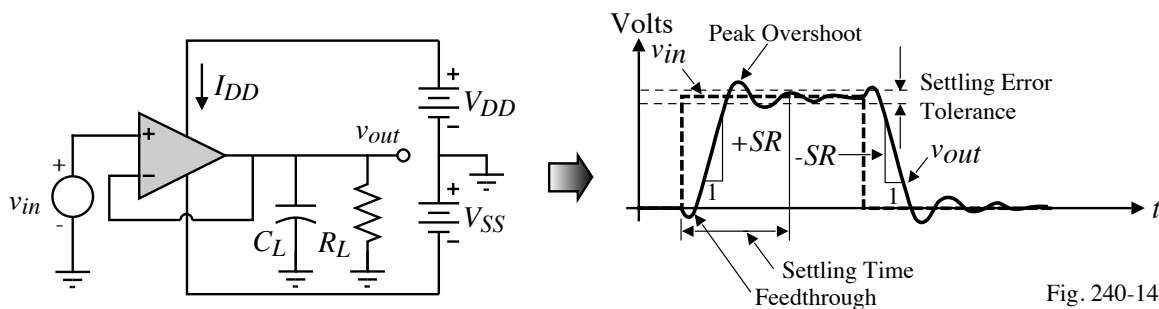 I_DD
V_DD
v_out
v_in
V_SS
C_L
R_L
+
-
+
-
+
-
+
-
Volts
Peak Overshoot
v_in
Settling Error
Tolerance
+SR
-SR
v_out
1
1
t
Settling Time
Feedthrough
Fig. 240-14